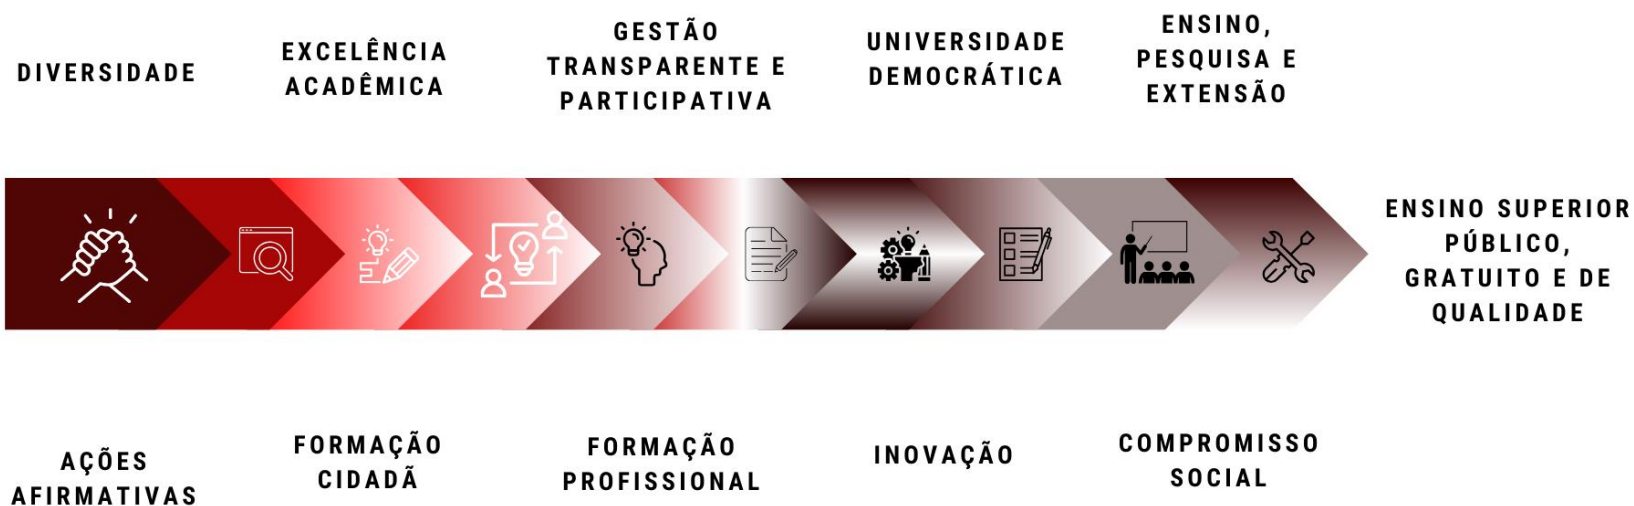 DIVERSIDADE
EXCELÊNCIA
ACADÊMICA
GESTÃO
TRANSPARENTE E
PARTICIPATIVA
UNIVERSIDADE
DEMOCRÁTICA
ENSINO,
PESQUISA E
EXTENSÃO
ENSINO SUPERIOR
PÚBLICO,
GRATUITO E DE
QUALIDADE
AÇÕES
AFIRMATIVAS
FORMAÇÃO
CIDADÃ
FORMAÇÃO
PROFISSIONAL
INOVAÇÃO
COMPROMISSO
SOCIAL